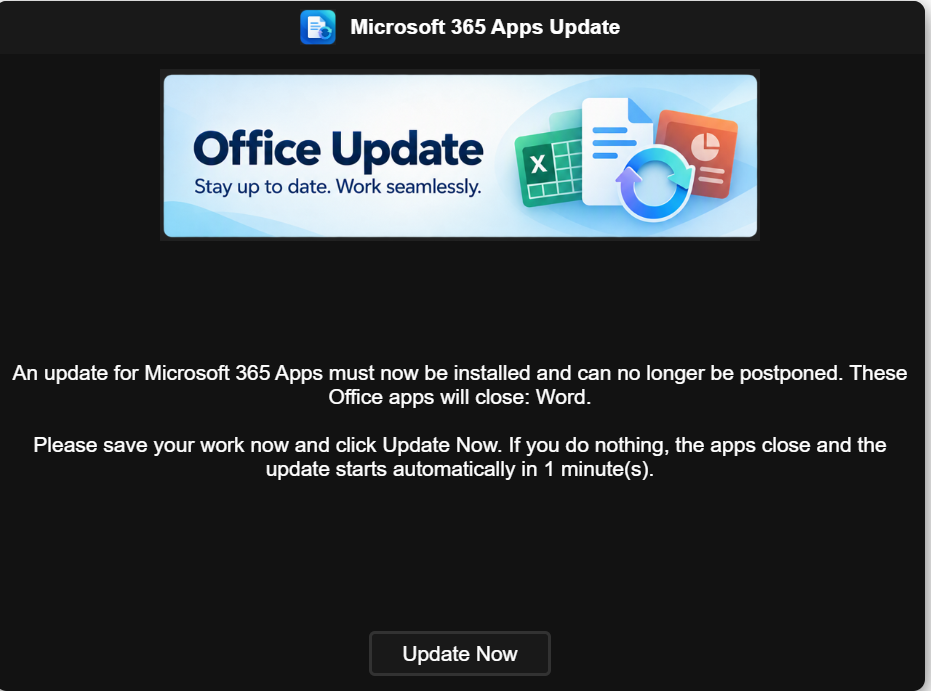 Microsoft 365 Apps Update
Office Update
Stay up to date. Work seamlessly.
X
An update for Microsoft 365 Apps must now be installed and can no longer be postponed. These
Office apps will close: Word.
Please save your work now and click Update Now. If you do nothing, the apps close and the
update starts automatically in 1 minute(s).
Update Now